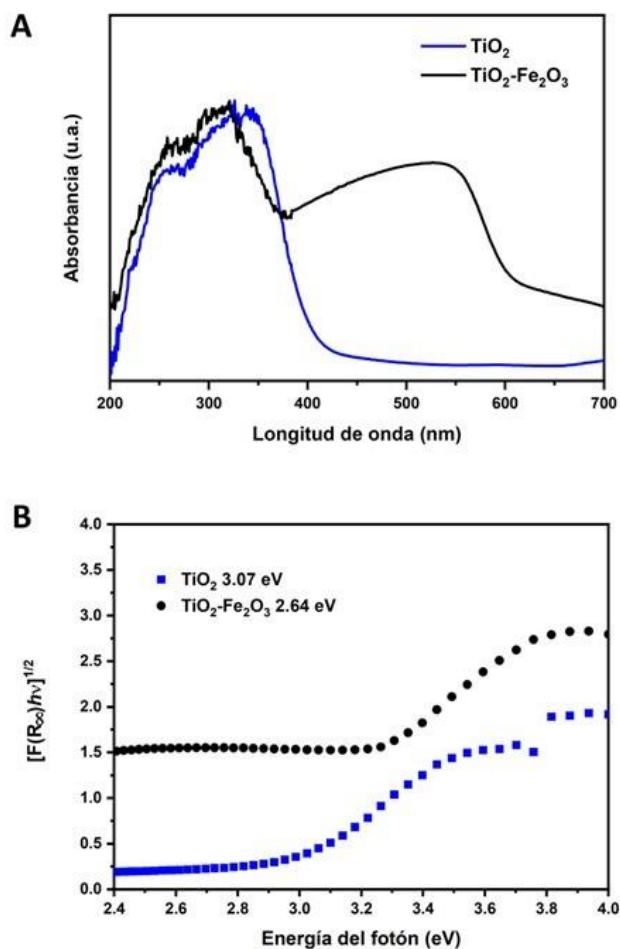 A
TiO₂
TiO₂-Fe₂O₃
Absorbancia (u.a.)
200 300 400 500 600 700
Longitud de onda (nm)
B
4.0
3.5
3.0
2.5
2.0
1.5
1.0
0.5
0.0
TiO₂ 3.07 eV
TiO₂-Fe₂O₃ 2.64 eV
[F(R∞)hν]¹/²
2.4 2.6 2.8 3.0 3.2 3.4 3.6 3.8 4.0
Energía del fotón (eV)